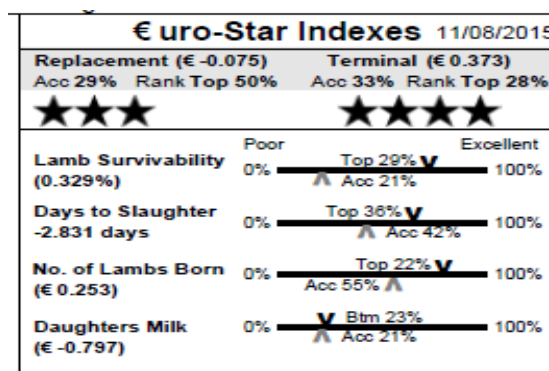 €uro-Star Indexes 11/08/2015
Replacement (€ -0.075) Terminal (€ 0.373)
Acc 29% Rank Top 50% Acc 33% Rank Top 28%
★★★ ★★★★
Poor Excellent
Lamb Survivability 0% Top 29% 100%
(0.329%) Acc 21%
Days to Slaughter 0% Top 36% 100%
-2.831 days Acc 42%
No. of Lambs Born 0% Top 22% 100%
(€ 0.253) Acc 55%
Daughters Milk 0% Btm 23% 100%
(€ -0.797) Acc 21%